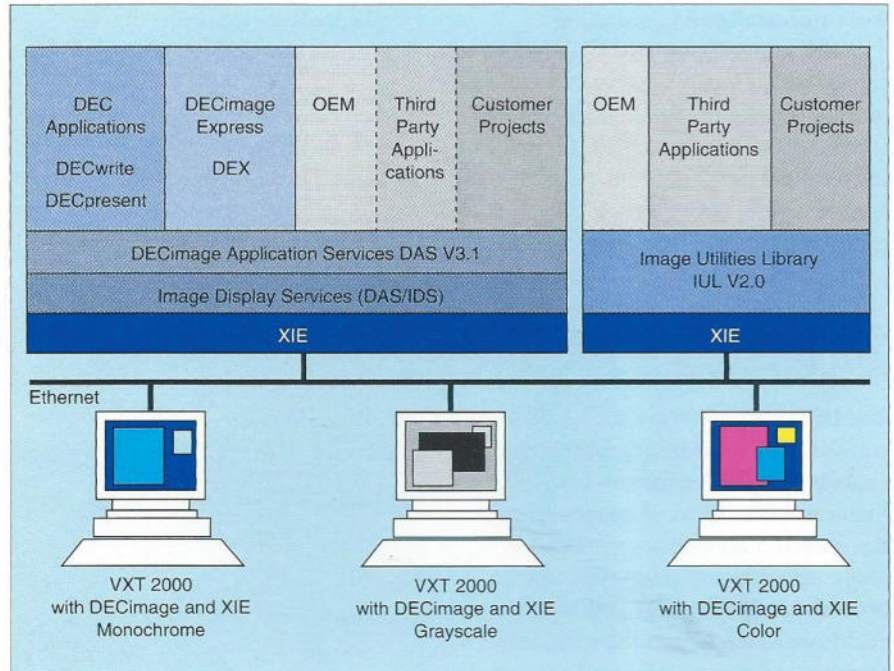 DEC
Applications
DECwrite
DECpresent
DECimage
Express
DEX
OEM
Third
Party
Appli-
cations
Customer
Projects
DECimage Application Services DAS V3.1
Image Display Services (DAS/IDS)
XIE
OEM
Third
Party
Applications
Customer
Projects
Image Utilities Library
IUL V2.0
XIE
Ethernet
VXT 2000
with DECimage and XIE
Monochrome
VXT 2000
with DECimage and XIE
Grayscale
VXT 2000
with DECimage and XIE
Color